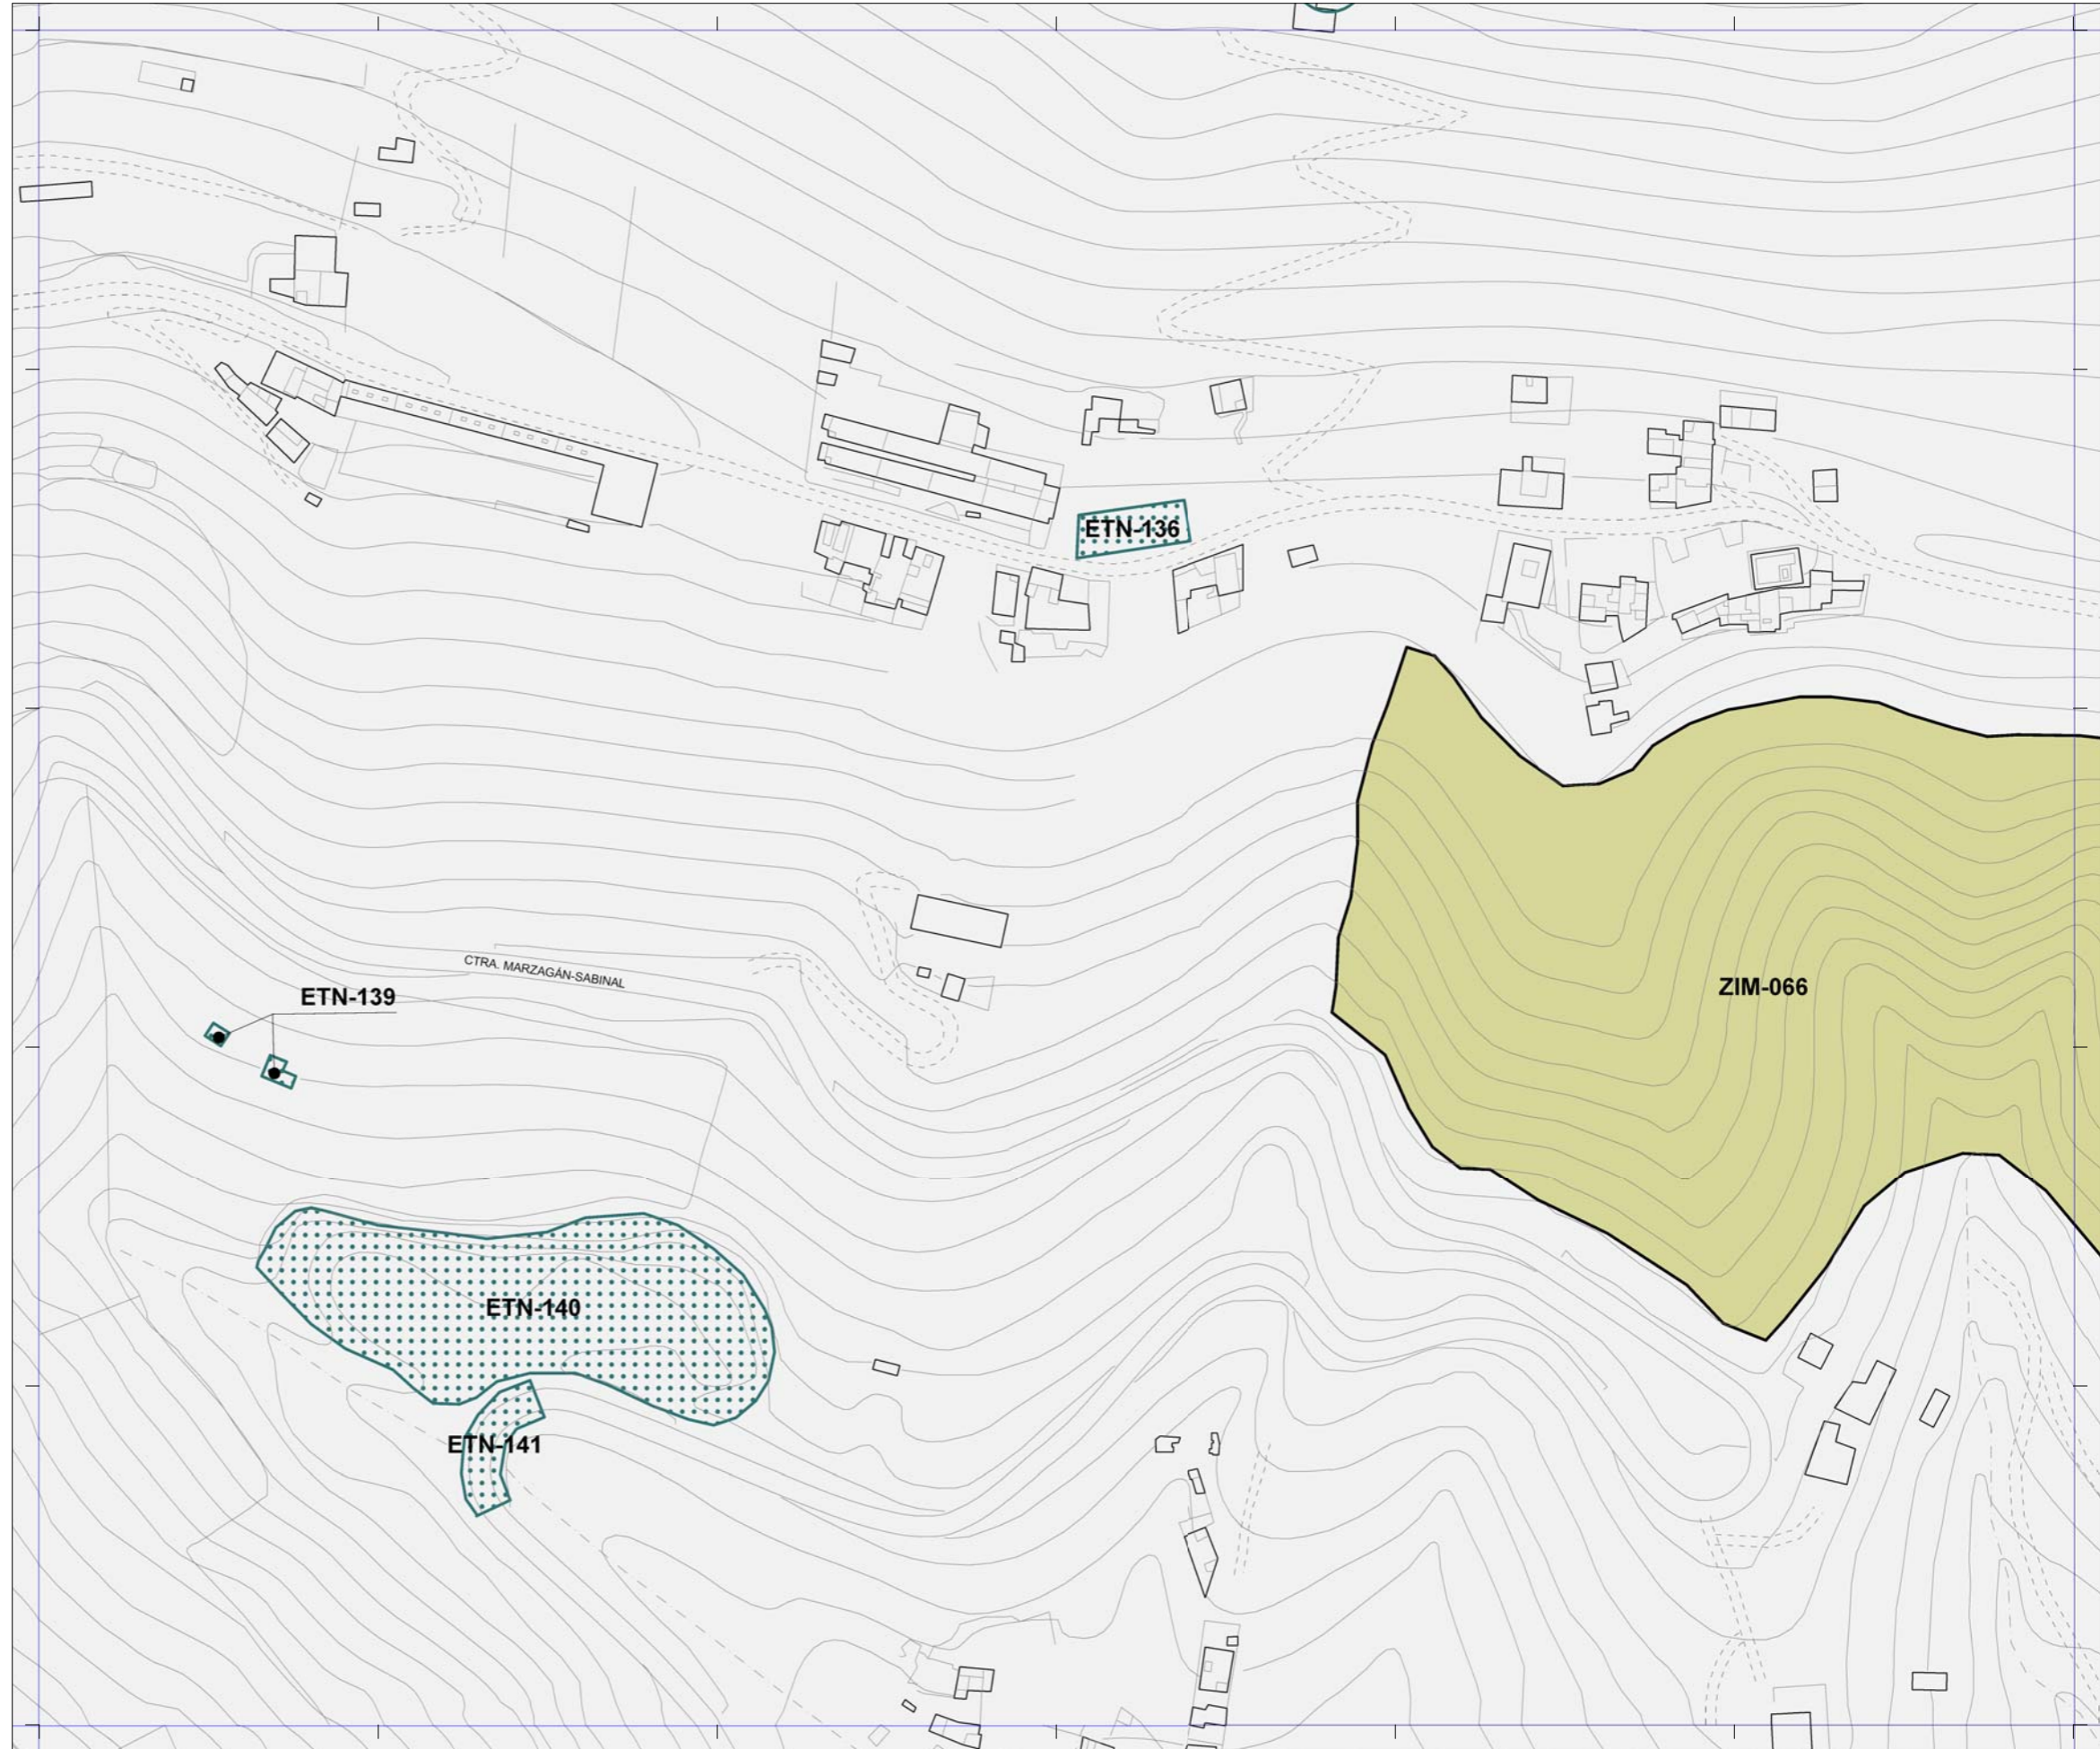 ETN-136
CTRA. MARZAGÁN-SABINAL
ZIM-066
ETN-139
ETN-140
ETN-141